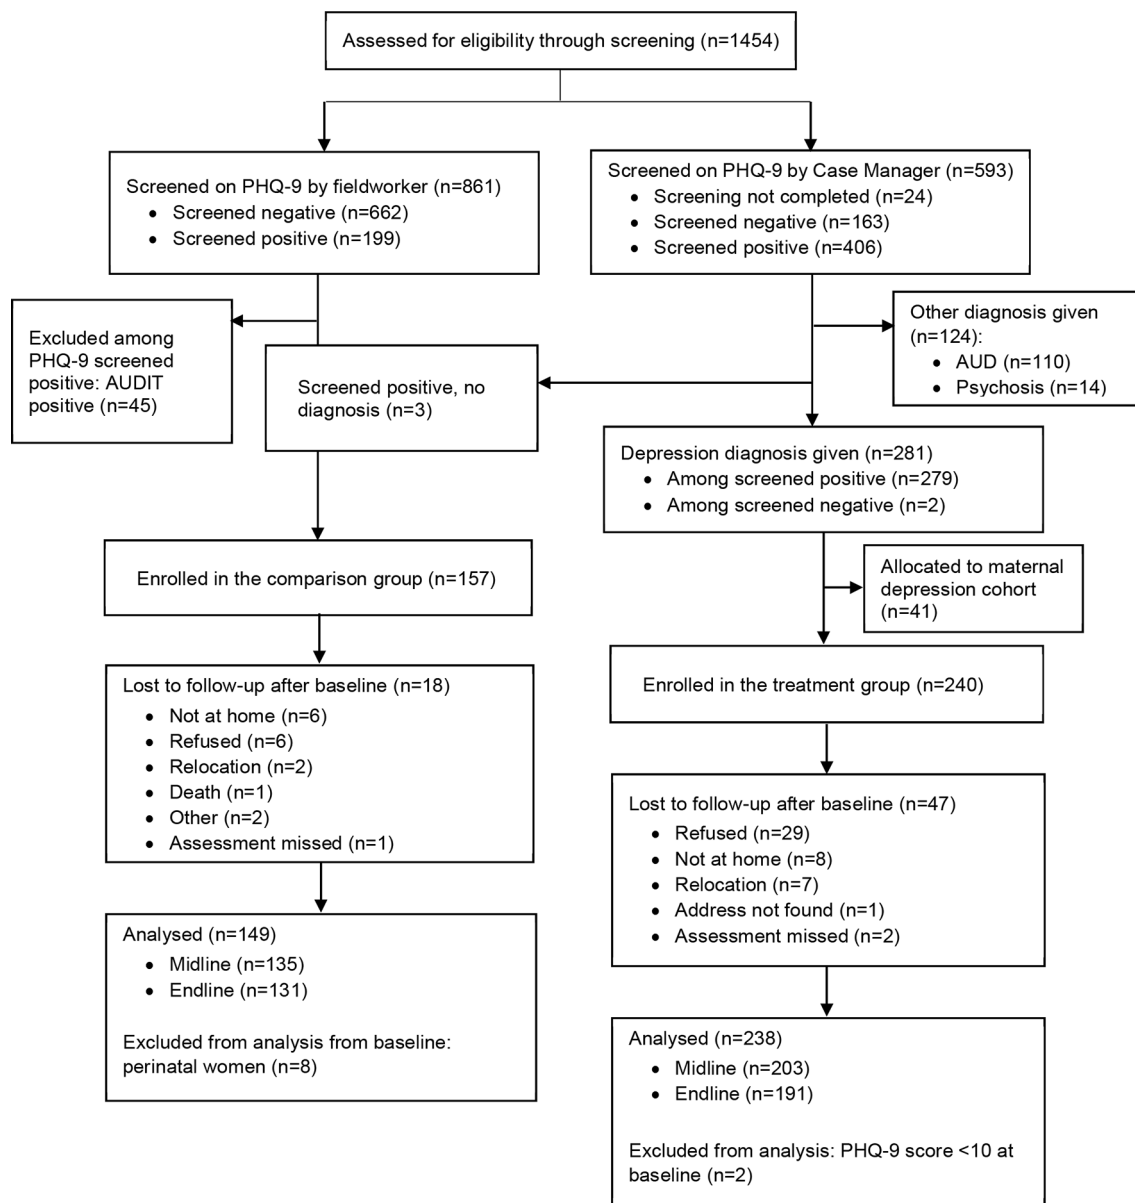 Assessed for eligibility through screening (n=1454)
Screened on PHQ-9 by fieldworker (n=861)
• Screened negative (n=662)
• Screened positive (n=199)
Screened on PHQ-9 by Case Manager (n=593)
• Screening not completed (n=24)
• Screened negative (n=163)
• Screened positive (n=406)
Excluded among
PHQ-9 screened
positive: AUDIT
positive (n=45)
Screened positive, no
diagnosis (n=3)
Other diagnosis given
(n=124):
• AUD (n=110)
• Psychosis (n=14)
Depression diagnosis given (n=281)
• Among screened positive (n=279)
• Among screened negative (n=2)
Enrolled in the comparison group (n=157)
Allocated to maternal
depression cohort
(n=41)
Enrolled in the treatment group (n=240)
Lost to follow-up after baseline (n=18)
• Not at home (n=6)
• Refused (n=6)
• Relocation (n=2)
• Death (n=1)
• Other (n=2)
• Assessment missed (n=1)
Lost to follow-up after baseline (n=47)
• Refused (n=29)
• Not at home (n=8)
• Relocation (n=7)
• Address not found (n=1)
• Assessment missed (n=2)
Analysed (n=149)
• Midline (n=135)
• Endline (n=131)
Excluded from analysis from baseline:
perinatal women (n=8)
Analysed (n=238)
• Midline (n=203)
• Endline (n=191)
Excluded from analysis: PHQ-9 score <10 at
baseline (n=2)